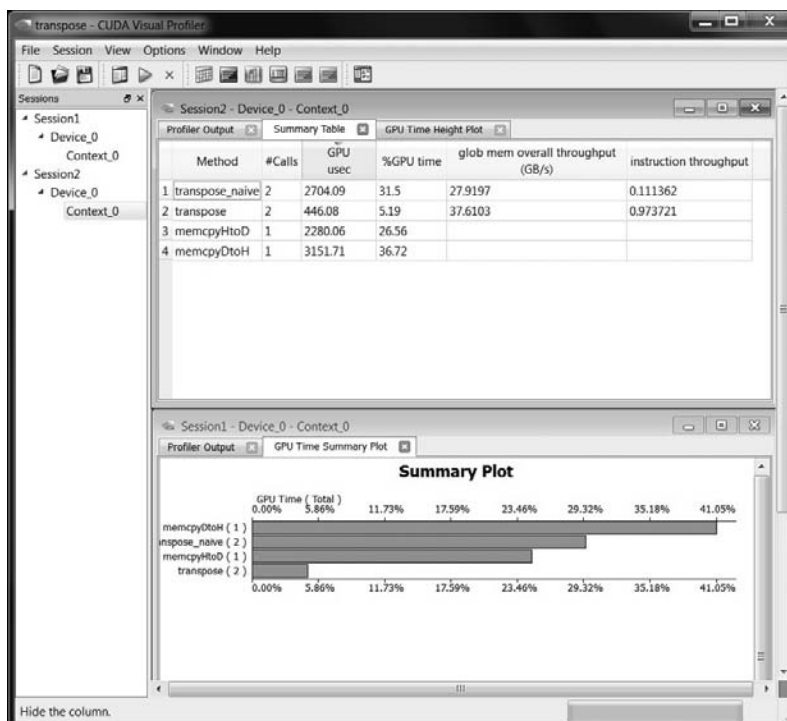 transpose - CUDA Visual Profiler
File Session View Options Window Help
Sessions
Session1
Device_0
Context_0
Session2
Device_0
Context_0
Session2 - Device_0 - Context_0
Profiler Output Summary Table GPU Time Height Plot
Method #Calls GPU usec %GPU time glob mem overall throughput (GB/s) instruction throughput
1 transpose_naive 2 2704.09 31.5 27.9197 0.111362
2 transpose 2 446.08 5.19 37.6103 0.973721
3 memcpyHtoD 1 2280.06 26.56
4 memcpyDtoH 1 3151.71 36.72
Session1 - Device_0 - Context_0
Profiler Output GPU Time Summary Plot
Summary Plot
GPU Time ( Total )
0.00% 5.86% 11.73% 17.59% 23.46% 29.32% 35.18% 41.05%
memcpyDtoH ( 1 )
anspose_naive ( 2 )
memcpyHtoD ( 1 )
transpose ( 2 )
0.00% 5.86% 11.73% 17.59% 23.46% 29.32% 35.18% 41.05%
Hide the column.